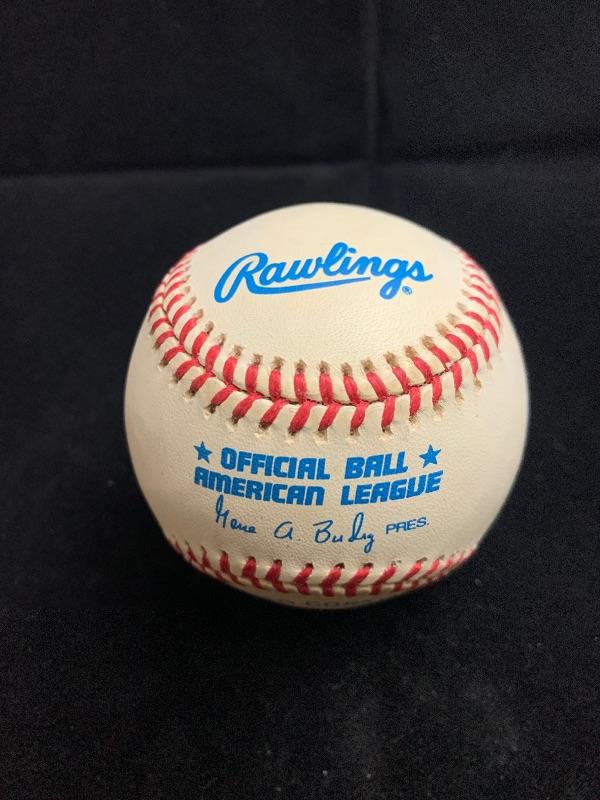 Rawlings®
★ OFFICIAL BALL ★
AMERICAN LEAGUE
Gene A. Budig PRES.